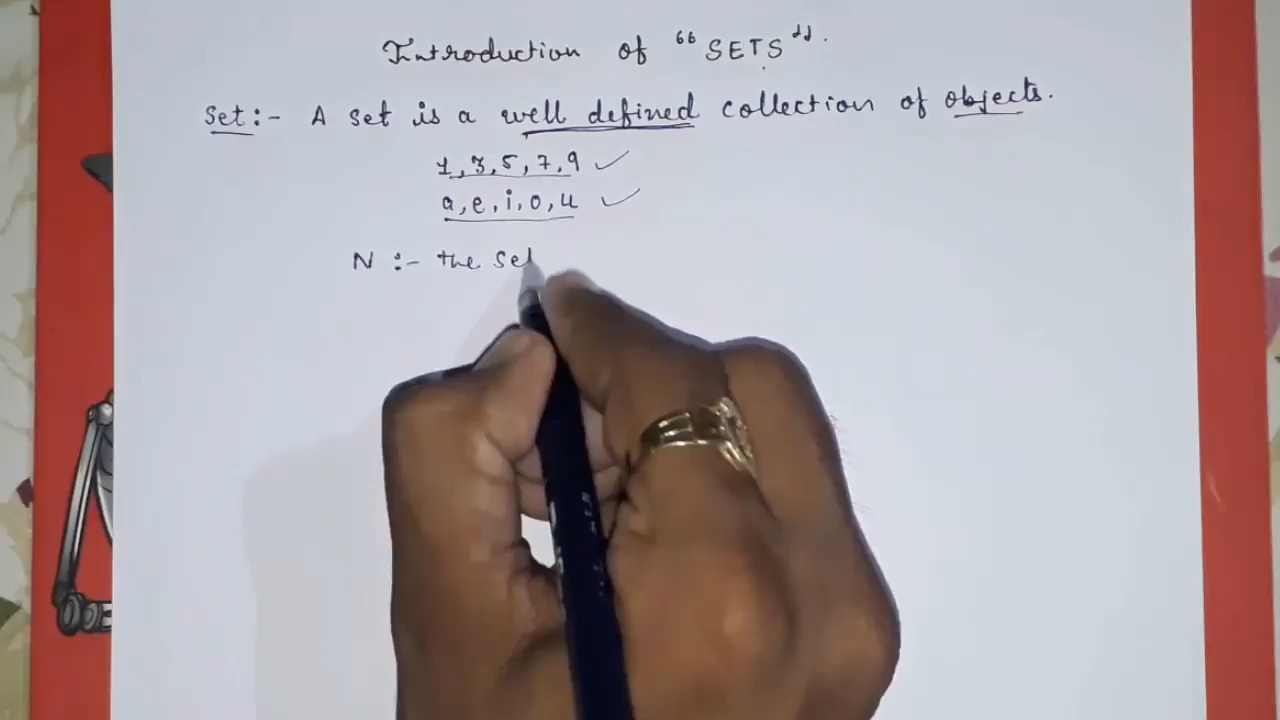 Introduction of "SETS".
Set:- A set is a well defined collection of objects.
1,3,5,7,9 ✓
a,e,i,o,u ✓
N :- the Set